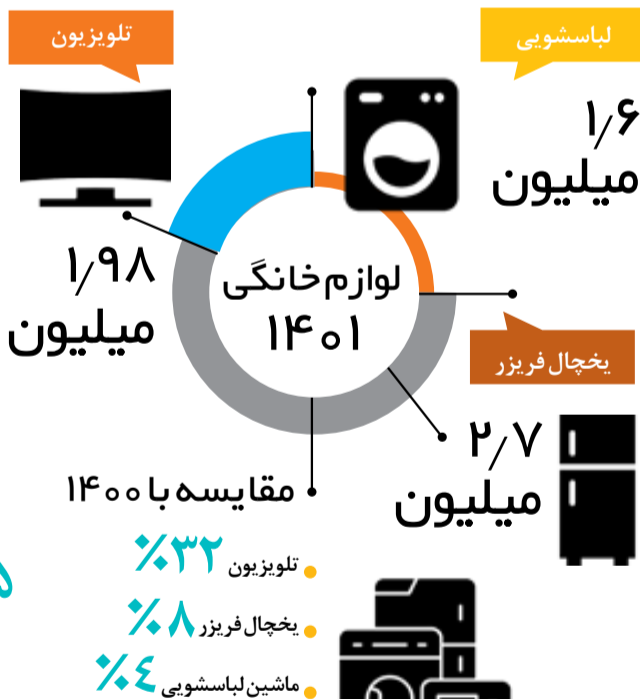 لباسشویی
۱/۶
میلیون
تلویزیون
۱/۹۸
میلیون
لوازم خانگی
۱۴۰۱
یخچال فریزر
۲/۷
میلیون
مقایسه با ۱۴۰۰
تلویزیون ۳۲%
یخچال فریزر ۸%
ماشین لباسشویی ٤%